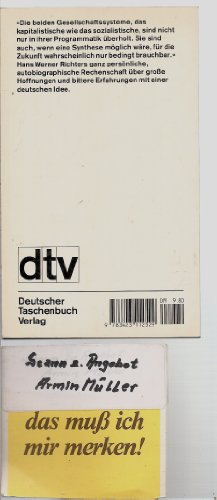 »Die beiden Gesellschaftssysteme, das
kapitalistische wie das sozialistische, sind nicht
nur in ihrer Programmatik überholt. Sie sind
auch, wenn eine Synthese möglich wäre, für die
Zukunft wahrscheinlich nur bedingt brauchbar.«
Hans Werner Richters ganz persönliche,
autobiographische Rechenschaft über große
Hoffnungen und bittere Erfahrungen mit einer
deutschen Idee.
dtv
Deutscher
Taschenbuch
Verlag
DM 9.80
Armin Müller
das muß ich
mir merken!